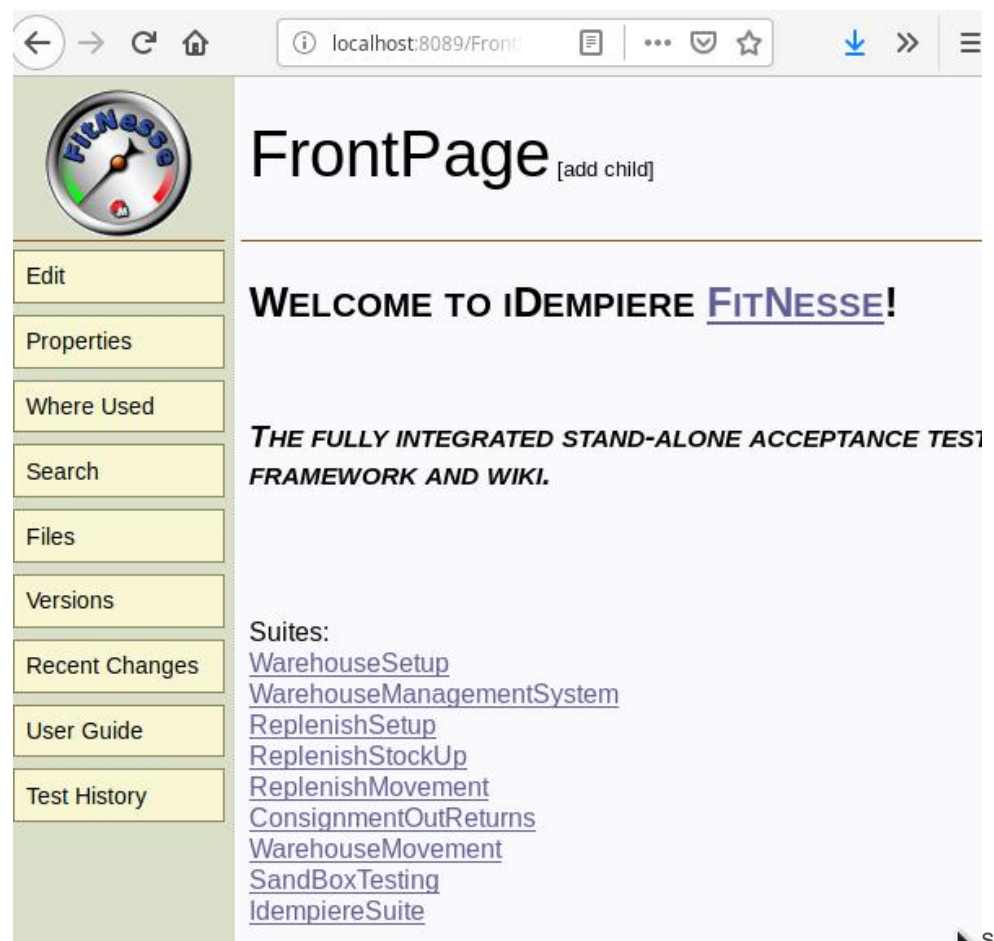 localhost:8089/Front
FitNesse
FrontPage [add child]
Edit
Properties
Where Used
Search
Files
Versions
Recent Changes
User Guide
Test History
WELCOME TO IDEMPIERE FITNESSE!
THE FULLY INTEGRATED STAND-ALONE ACCEPTANCE TEST
FRAMEWORK AND WIKI.
Suites:
WarehouseSetup
WarehouseManagementSystem
ReplenishSetup
ReplenishStockUp
ReplenishMovement
ConsignmentOutReturns
WarehouseMovement
SandBoxTesting
IdempiereSuite
s